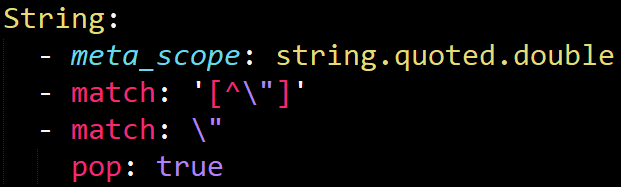 String:
- meta_scope: string.quoted.double
- match: '[^\"]'
- match: \"
pop: true